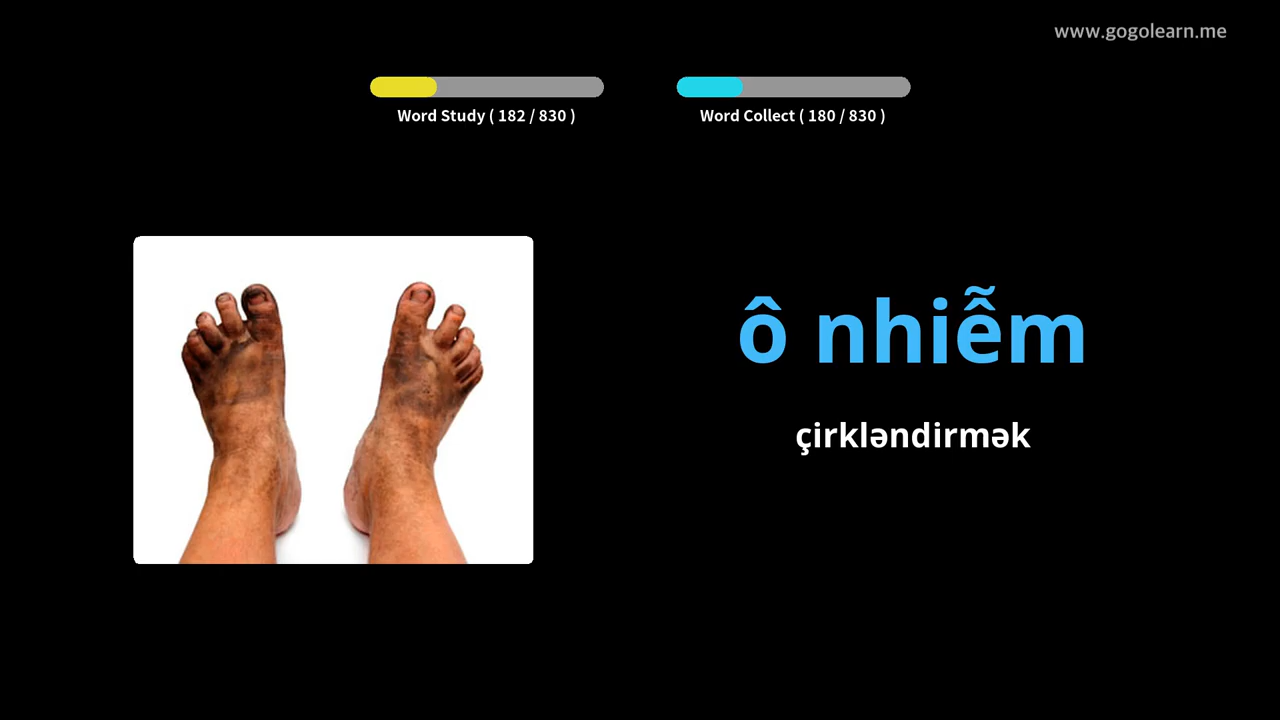 www.gogolearn.me
Word Study ( 182 / 830 )
Word Collect ( 180 / 830 )
ô nhiễm
çirkləndirmək